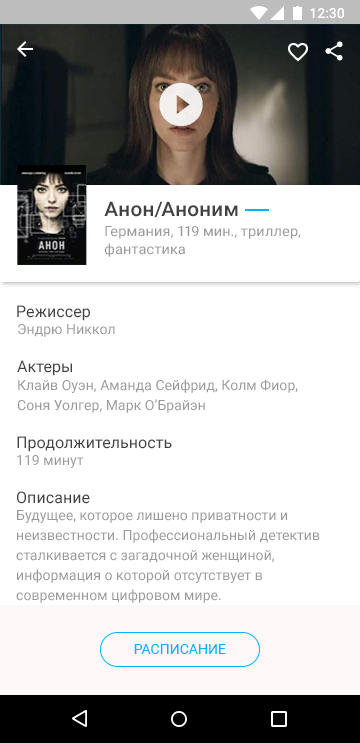 12:30
АНОН
Анон/Аноним
Германия, 119 мин., триллер,
фантастика
Режиссер
Эндрю Никкол
Актеры
Клайв Оуэн, Аманда Сейфрид, Колм Фиор,
Соня Уолгер, Марк О’Брайэн
Продолжительность
119 минут
Описание
Будущее, которое лишено приватности и
неизвестности. Профессиональный детектив
сталкивается с загадочной женщиной,
информация о которой отсутствует в
современном цифровом мире.
РАСПИСАНИЕ